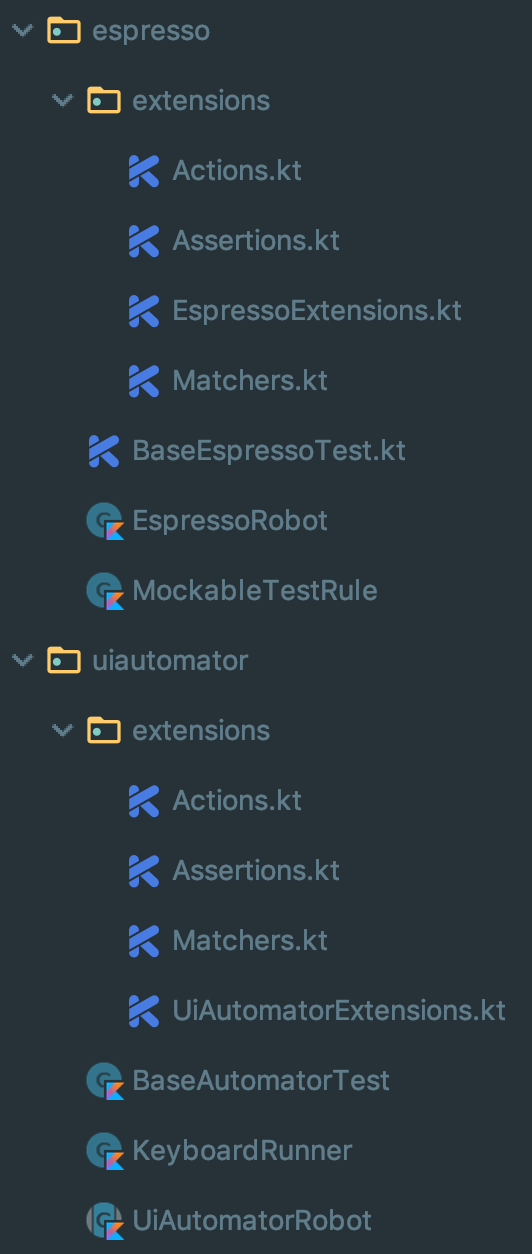 espresso
extensions
Actions.kt
Assertions.kt
EspressoExtensions.kt
Matchers.kt
BaseEspressoTest.kt
EspressoRobot
MockableTestRule
uiautomator
extensions
Actions.kt
Assertions.kt
Matchers.kt
UiAutomatorExtensions.kt
BaseAutomatorTest
KeyboardRunner
UiAutomatorRobot